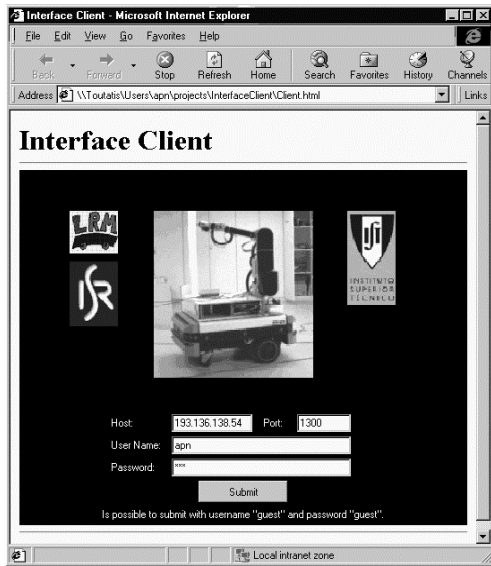 Interface Client - Microsoft Internet Explorer
File Edit View Go Favorites Help
Back Forward Stop Refresh Home Search Favorites History Channels
Address \\Toutatis\Users\apn\projects\InterfaceClient\Client.html Links
Interface Client
LRM
ISR
INSTITUTO
SUPERIOR
TÉCNICO
Host: 193.136.138.54 Port: 1300
User Name: apn
Password: ***
Submit
Is possible to submit with username "guest" and password "guest".
Local intranet zone